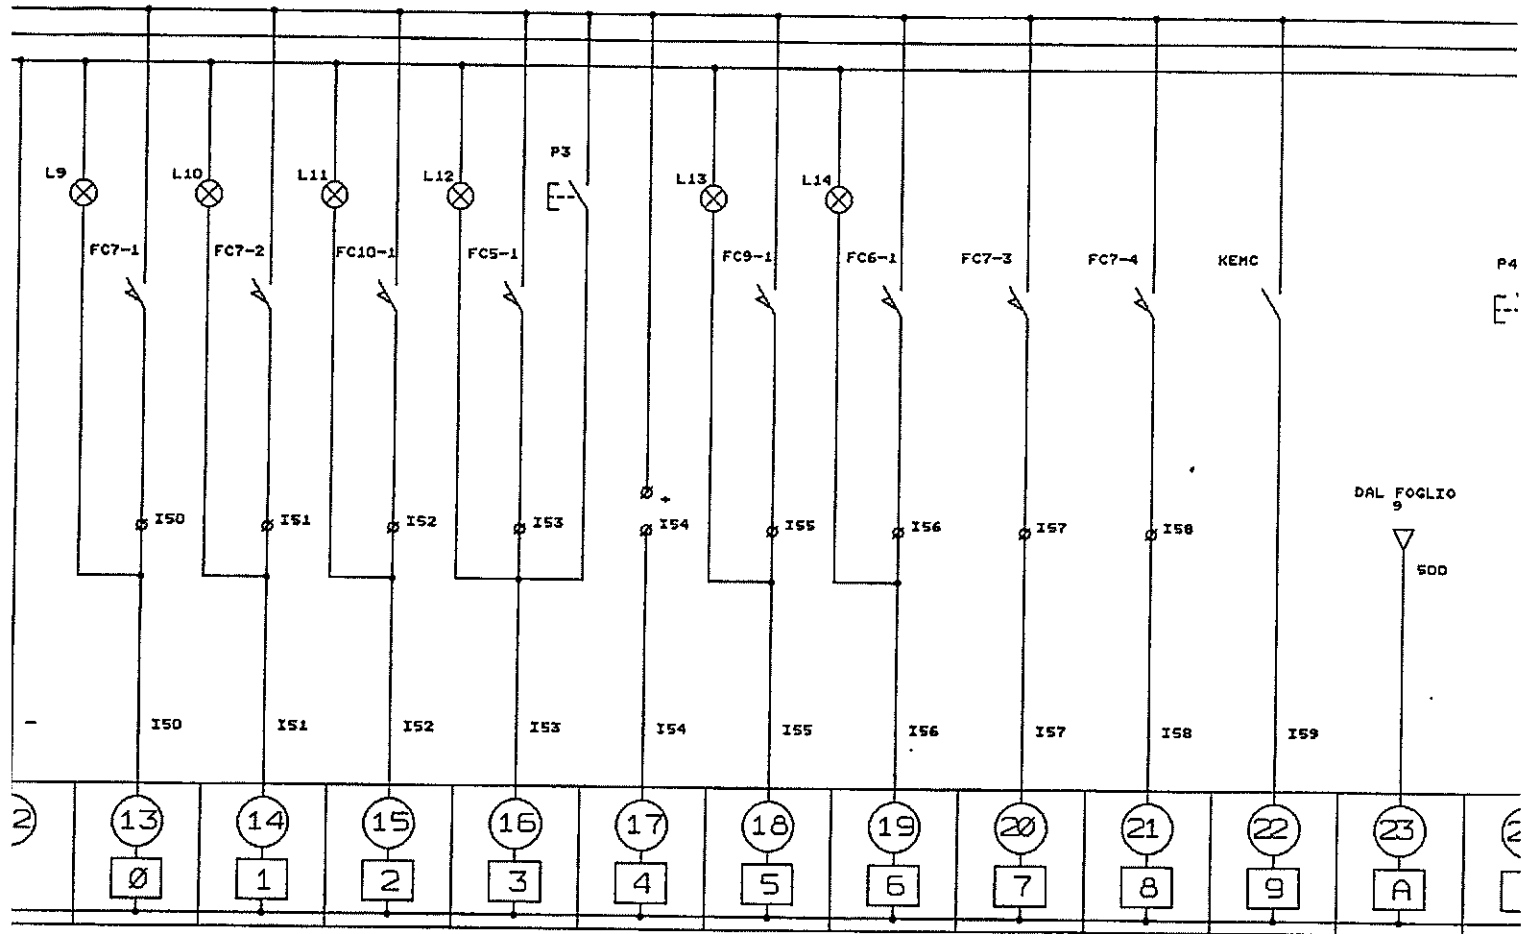 P3
L9
L10
L11
L12
L13
L14
FC7-1
FC7-2
FC10-1
FC5-1
FC9-1
FC6-1
FC7-3
FC7-4
KEMC
P4
DAL FOGLIO
9
+
I50
I51
I52
I53
I54
I55
I56
I57
I58
50D
-
I50
I51
I52
I53
I54
I55
I56
I57
I58
I59
13
14
15
16
17
18
19
20
21
22
23
Ø
1
2
3
4
5
6
7
8
9
A